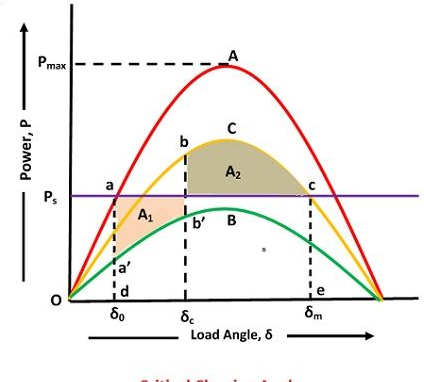 A
Pmax
Power, P
b
C
a
A2
c
Ps
A1
b′
B
a′
d
e
O
δ0
δc
δm
Load Angle, δ